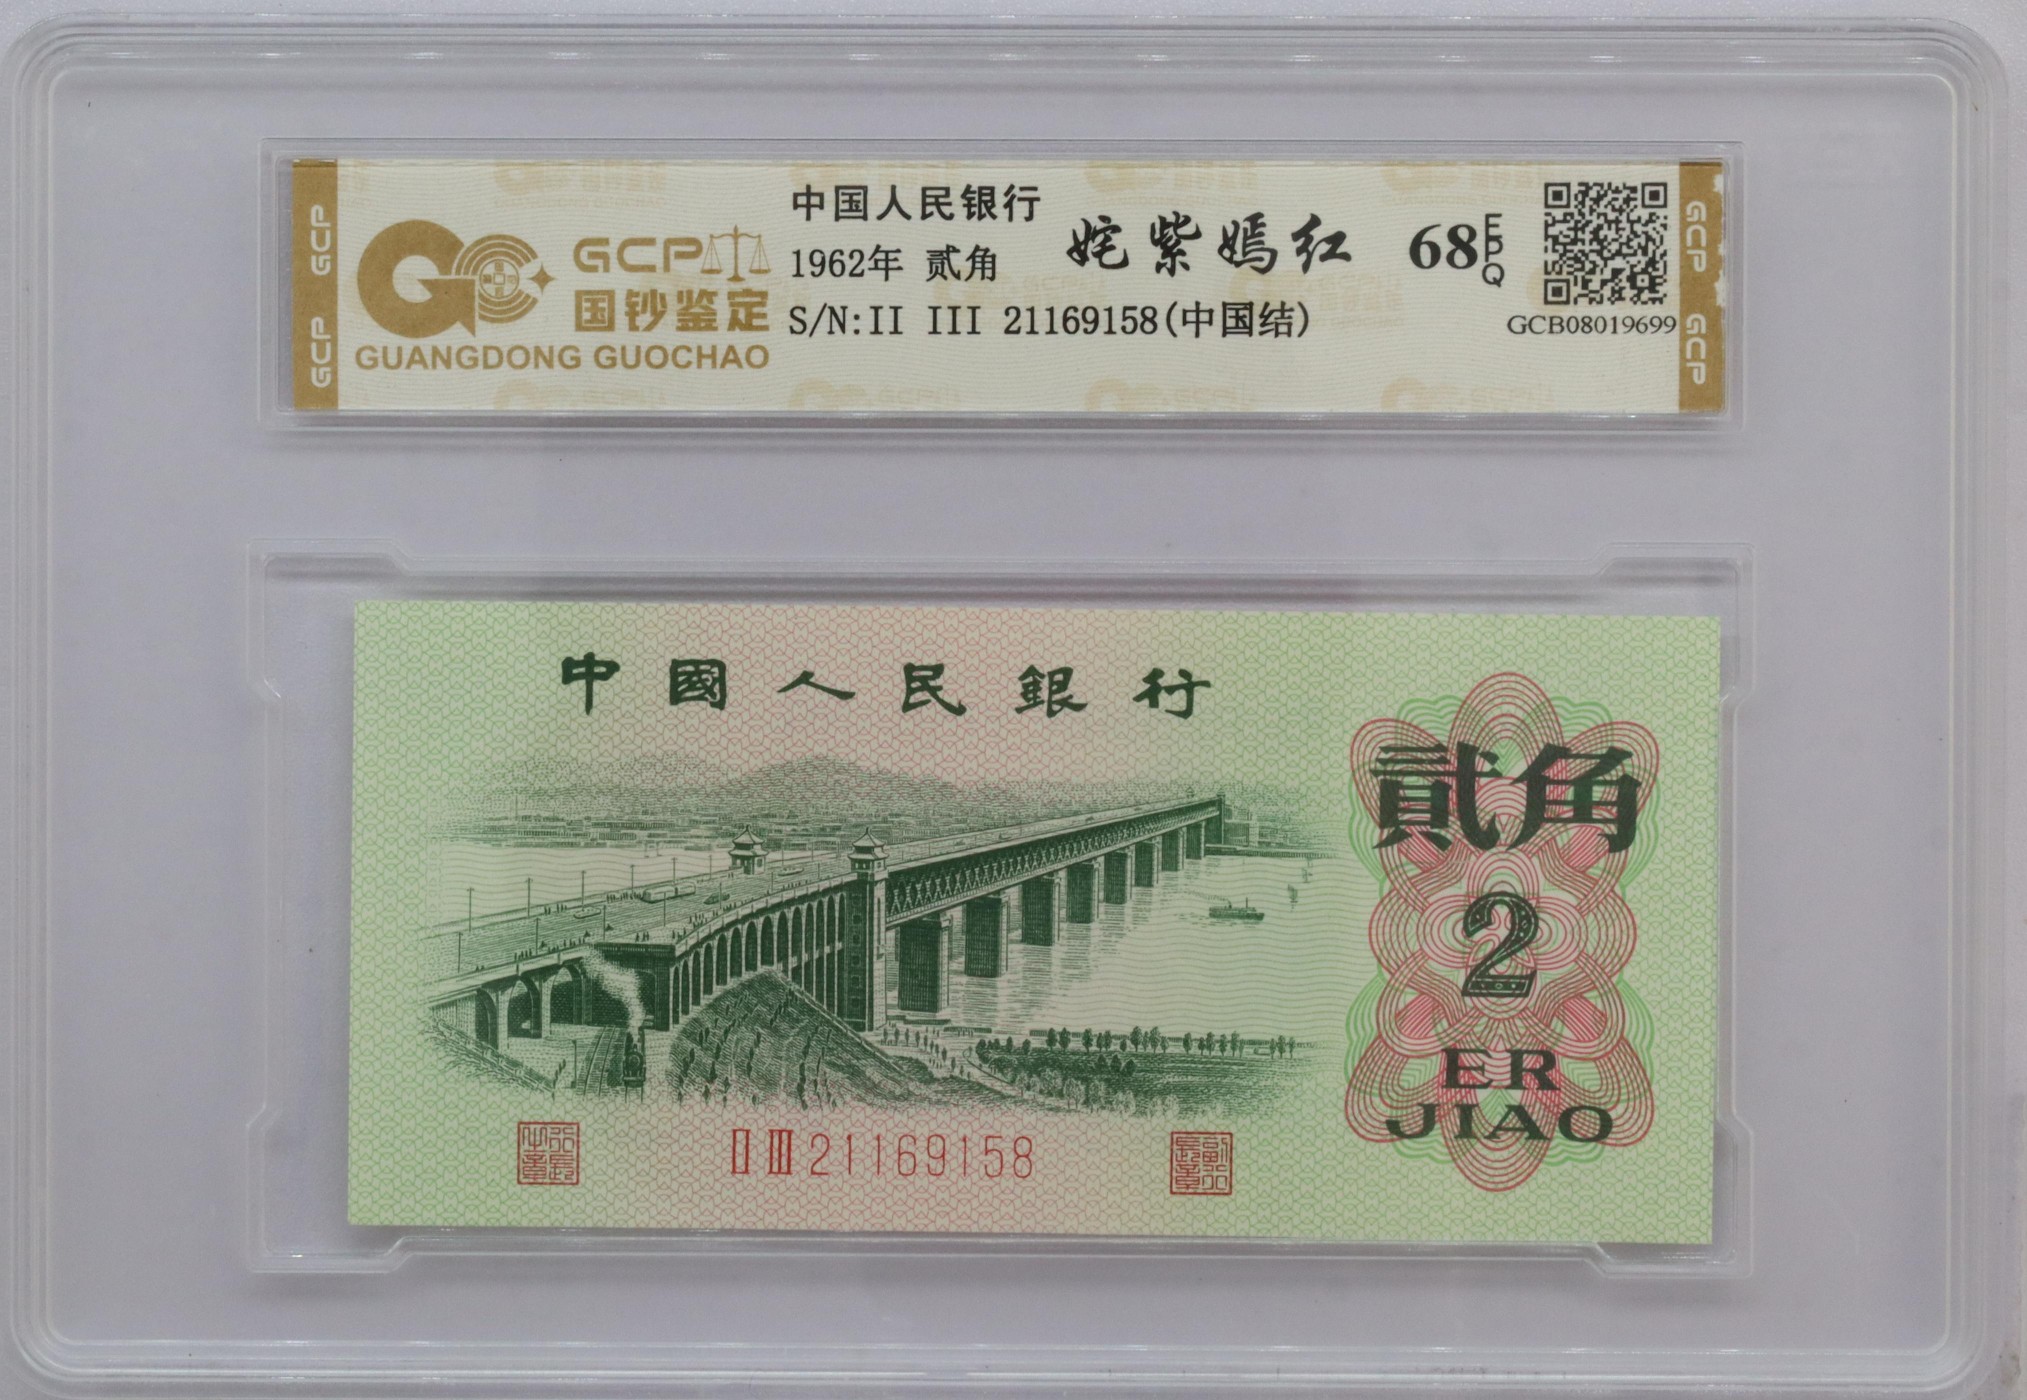 GCP
GCP
GCP
国钞鉴定
GUANGDONG GUOCHAO
中国人民银行
1962年 贰角
姹紫嫣红
68
EPQ
S/N:II III 21169158(中国结)
GCB08019699
GCP
GCP
中國人民銀行
貳角
2
ER
JIAO
II III 21169158